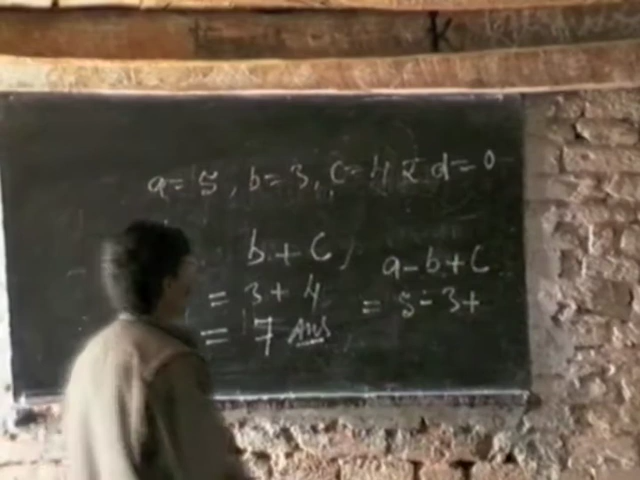 a = 5, b = 3, c = 4 र d = 0
b + c,
= 3 + 4
= 7 Ans
a - b + c
= 5 - 3 +
K